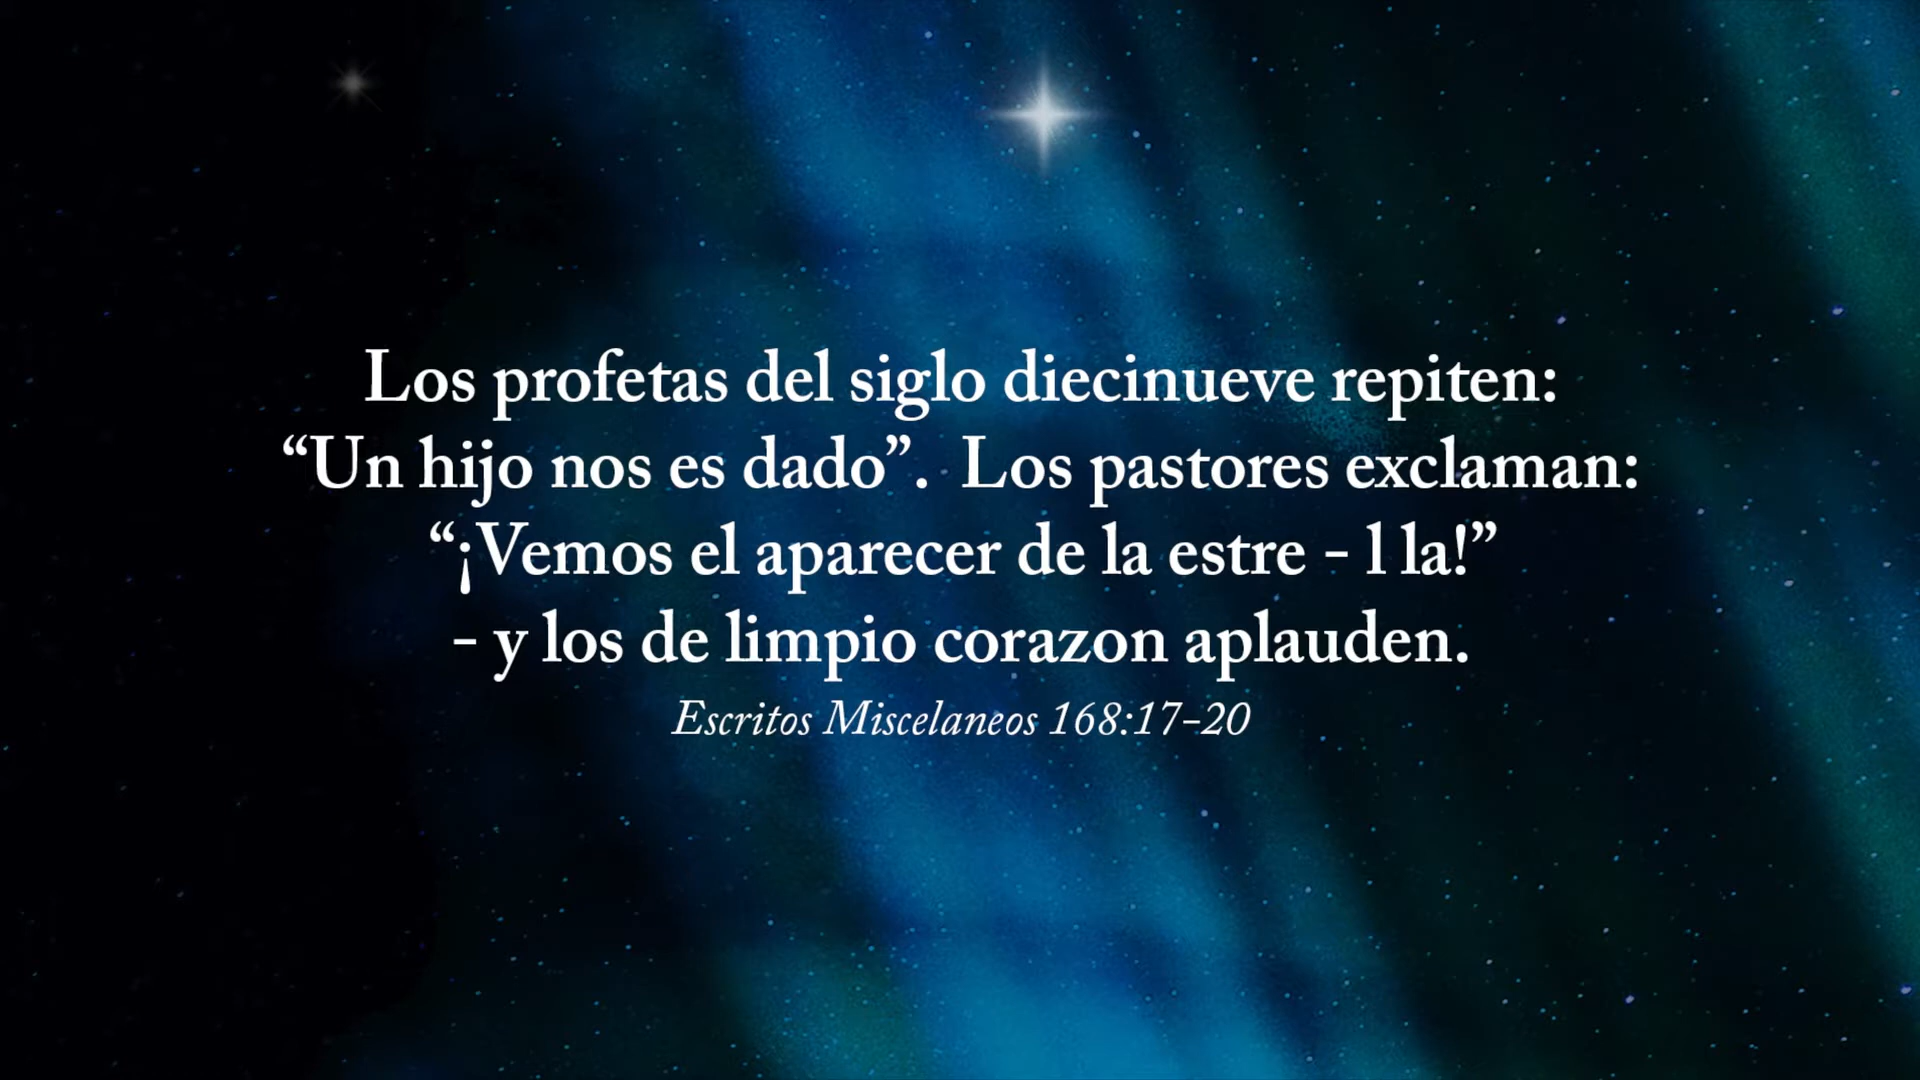 Los profetas del siglo diecinueve repiten:
“Un hijo nos es dado”.  Los pastores exclaman:
“¡Vemos el aparecer de la estre - l la!”
- y los de limpio corazon aplauden.
Escritos Miscelaneos 168:17-20